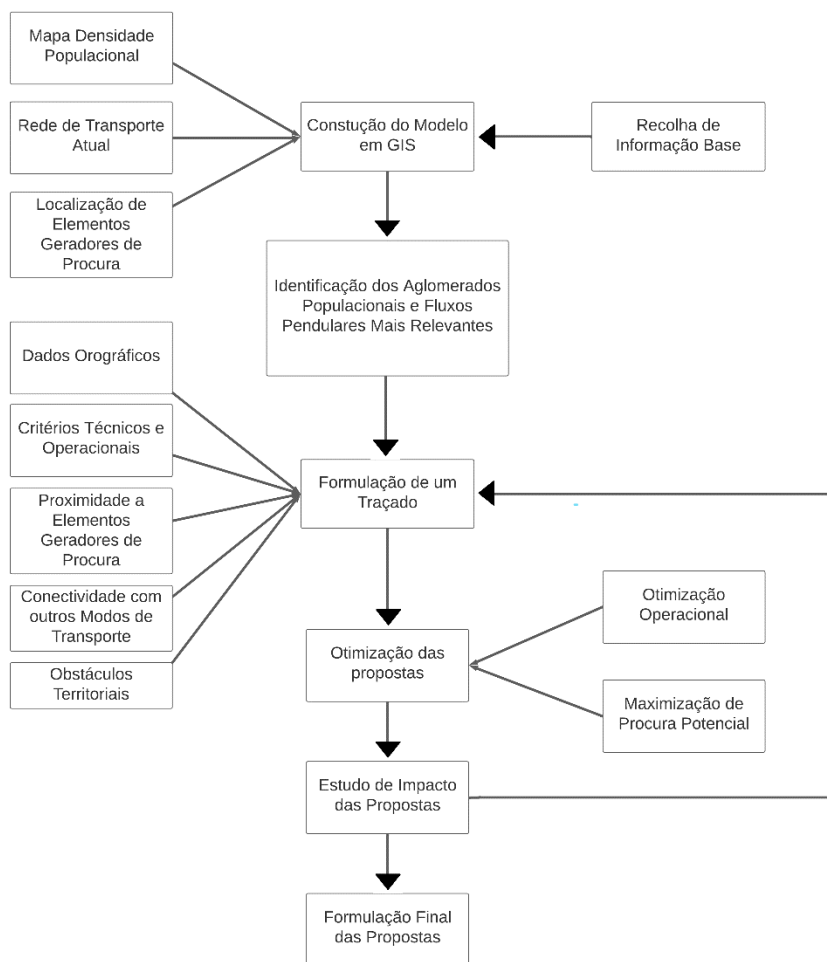 Mapa Densidade
Populacional
Rede de Transporte
Atual
Localização de
Elementos
Geradores de
Procura
Constução do Modelo
em GIS
Recolha de
Informação Base
Identificação dos Aglomerados
Populacionais e Fluxos
Pendulares Mais Relevantes
Dados Orográficos
Critérios Técnicos e
Operacionais
Proximidade a
Elementos
Geradores de
Procura
Conectividade com
outros Modos de
Transporte
Obstáculos
Territoriais
Formulação de um
Traçado
Otimização das
propostas
Otimização
Operacional
Maximização de
Procura Potencial
Estudo de Impacto
das Propostas
Formulação Final
das Propostas